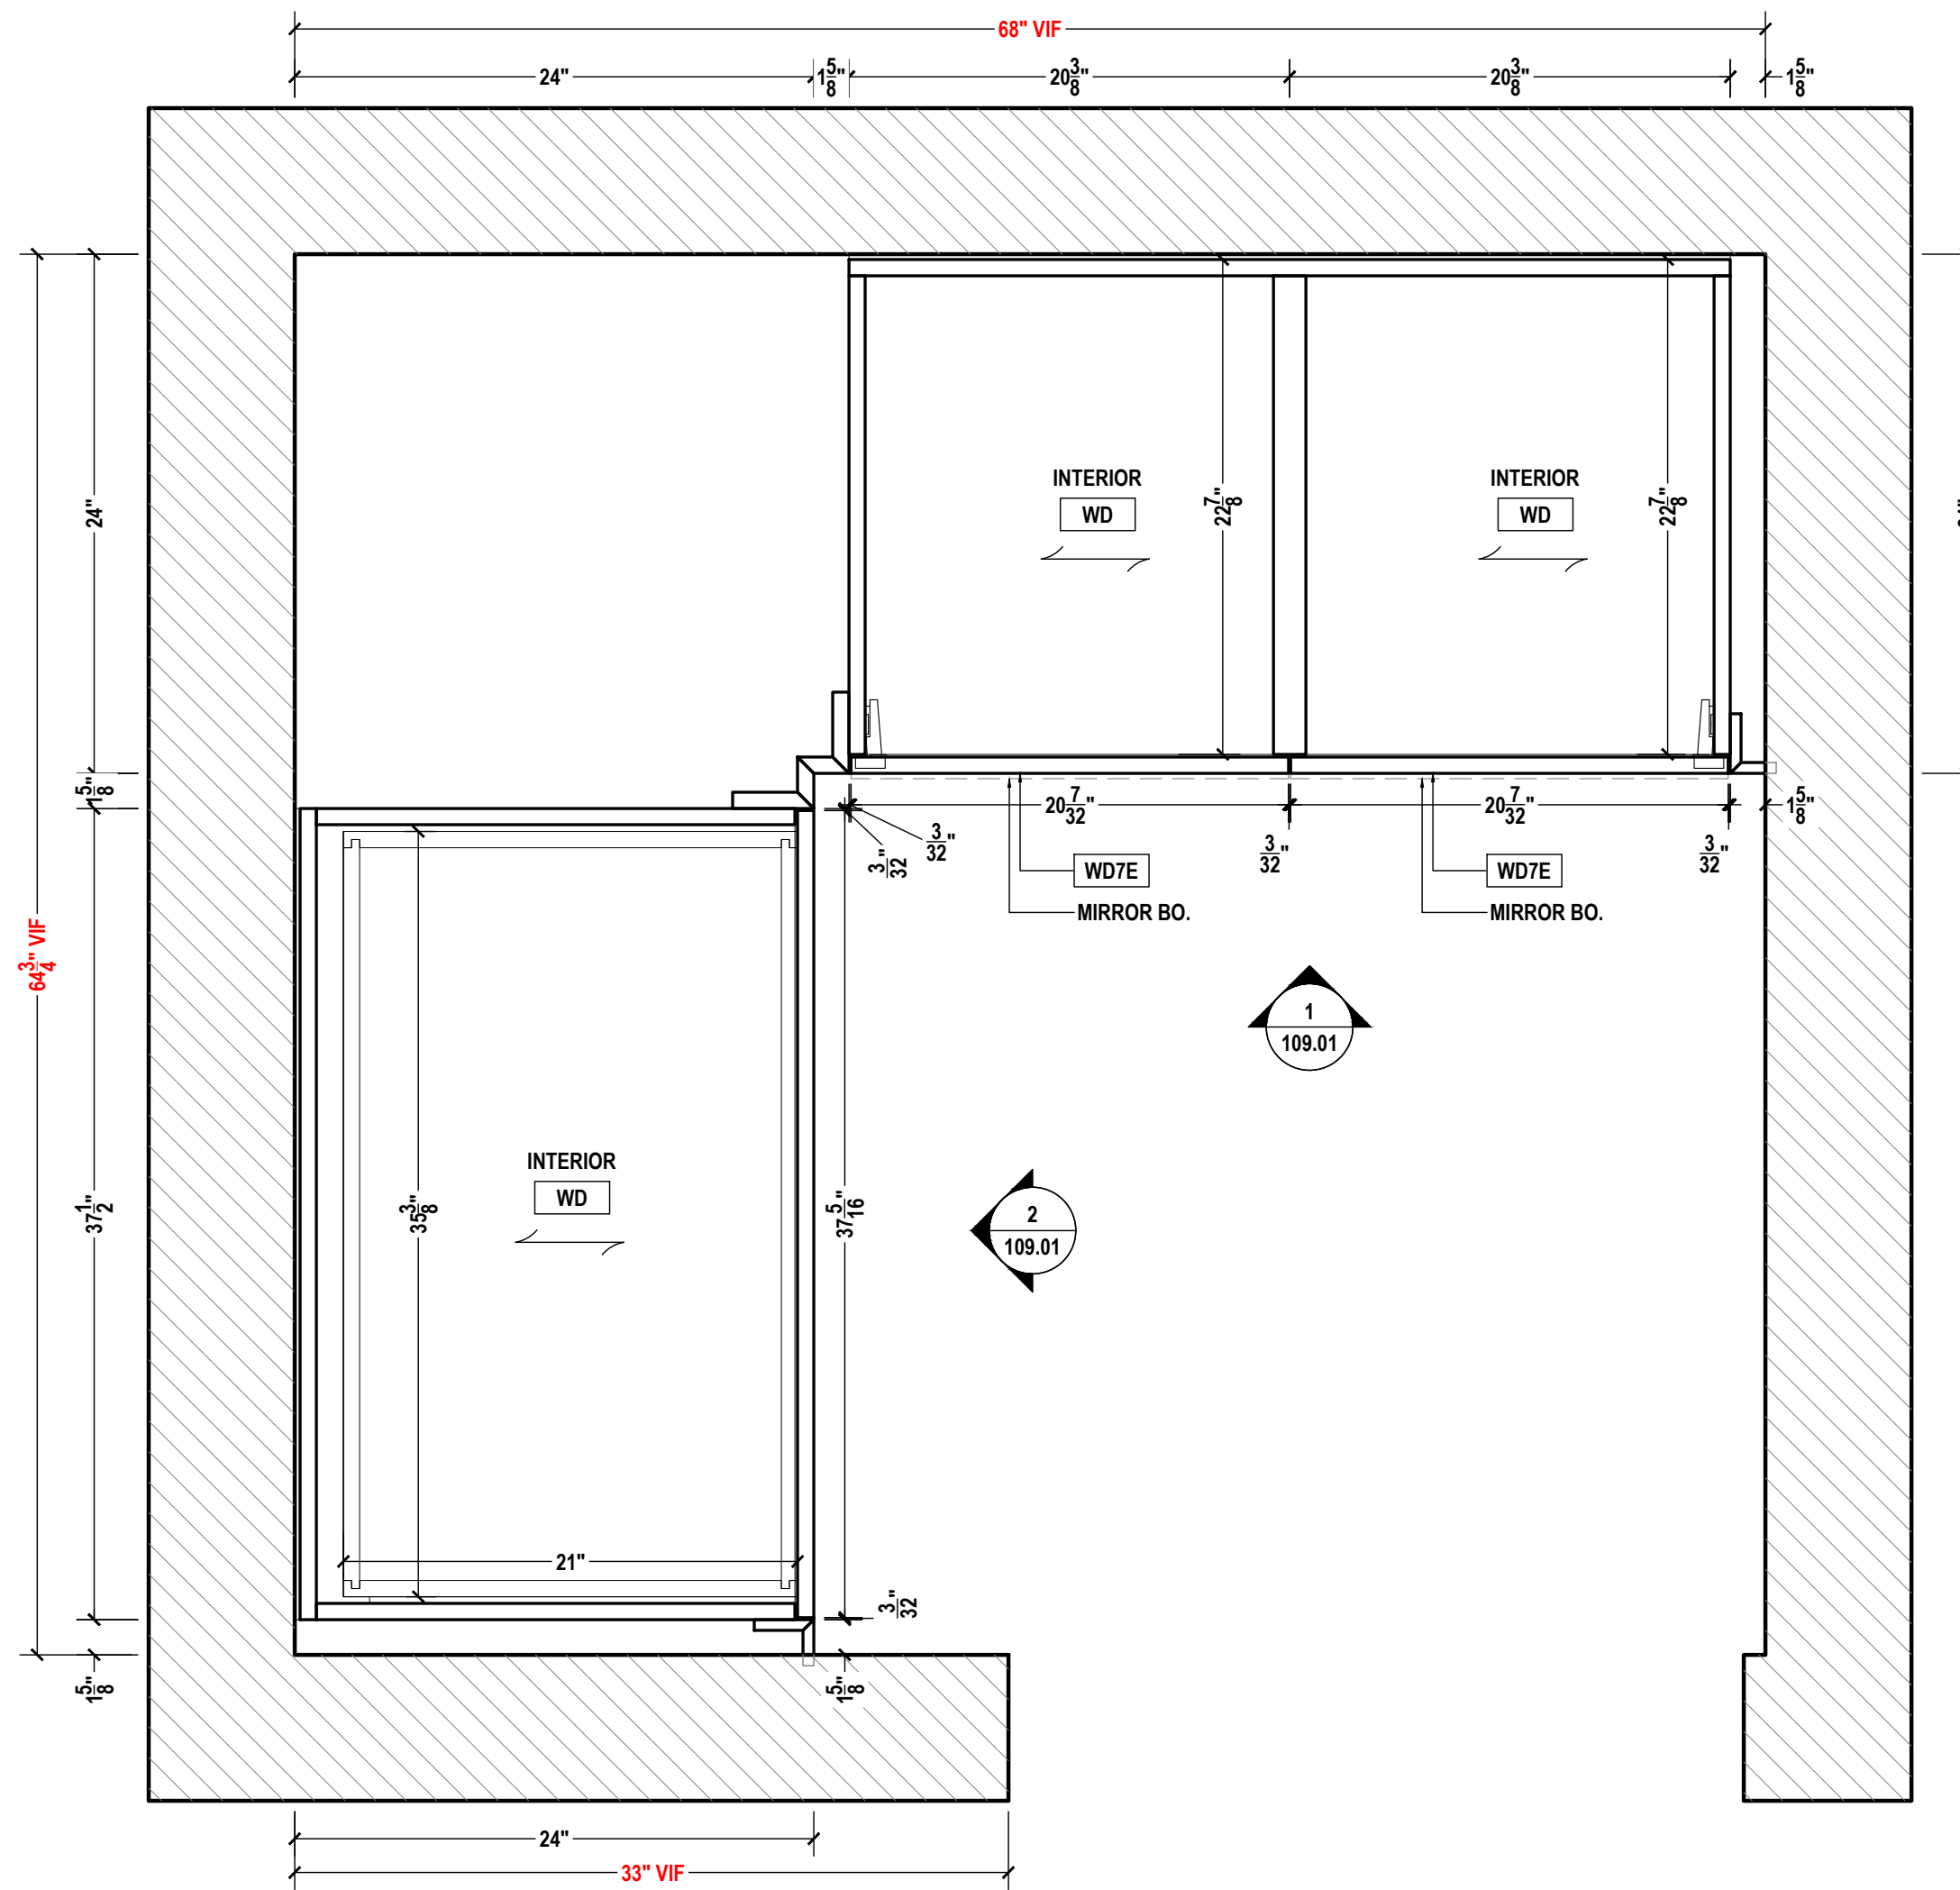 68" VIF
24"
1 5/8"
20 3/8"
20 3/8"
1 5/8"
24"
1 5/8"
64 3/4" VIF
37 1/2"
1 5/8"
INTERIOR
WD
22 7/8"
INTERIOR
WD
22 7/8"
20 7/32"
20 7/32"
1 5/8"
3/32"
3/32"
3/32"
3/32"
WD7E
MIRROR BO.
WD7E
MIRROR BO.
1
109.01
INTERIOR
WD
35 3/8"
37 5/16"
2
109.01
21"
3/32"
1 5/8"
24"
33" VIF